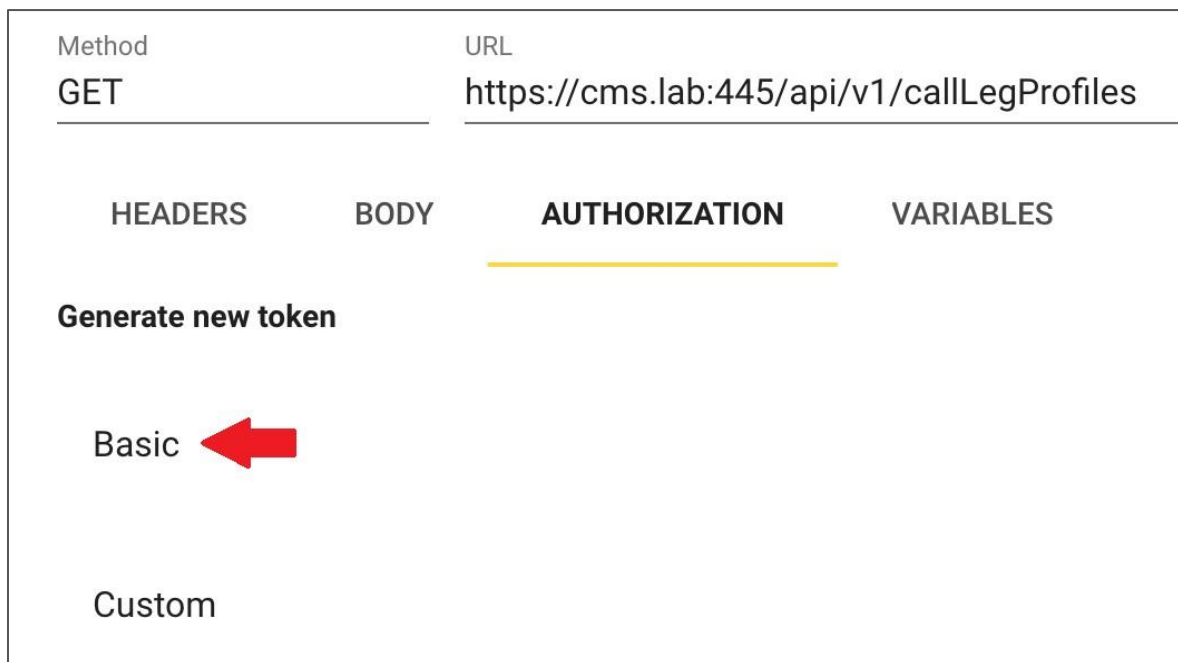 Method
URL
GET
https://cms.lab:445/api/v1/callLegProfiles
HEADERS
BODY
AUTHORIZATION
VARIABLES
Generate new token
Basic
Custom